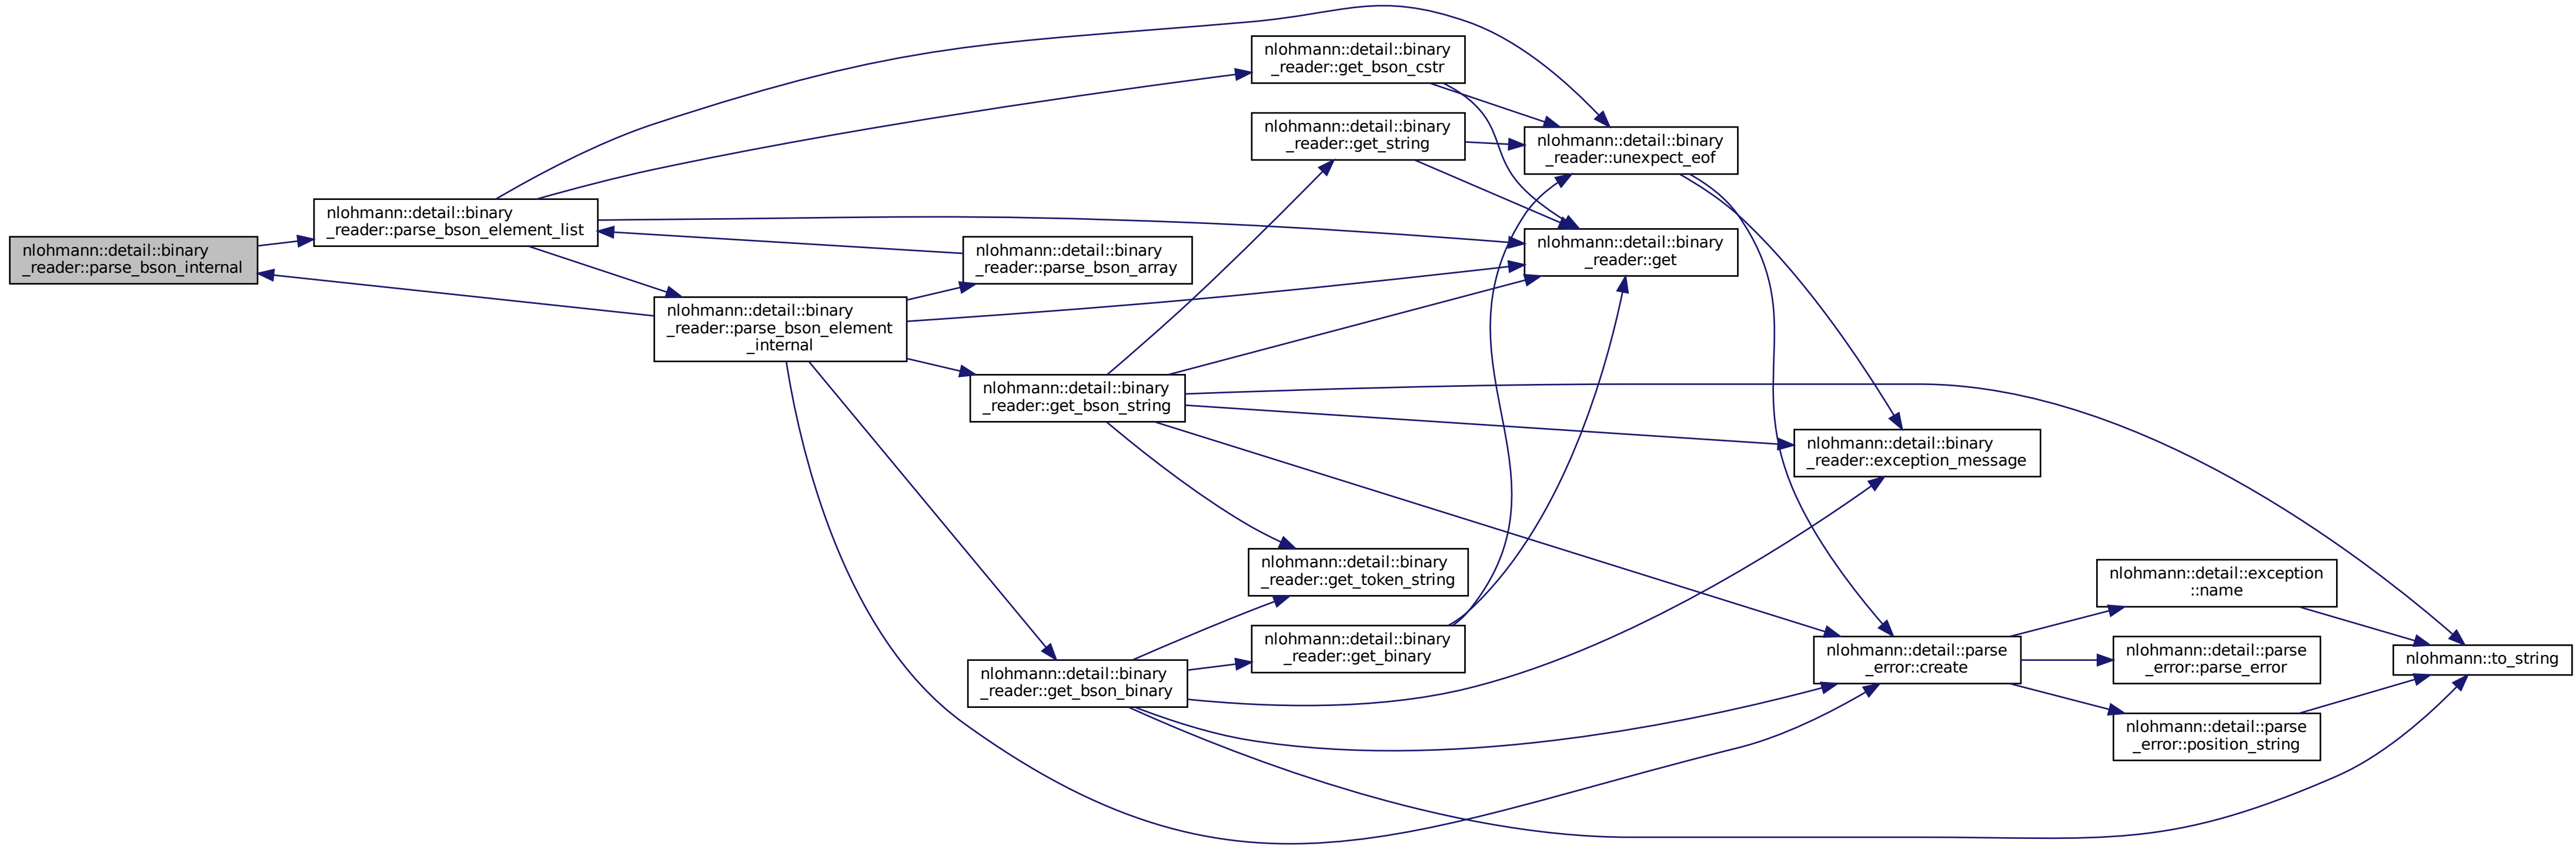 nlohmann::detail::binary
_reader::parse_bson_internal
nlohmann::detail::binary
_reader::parse_bson_element_list
nlohmann::detail::binary
_reader::parse_bson_element
_internal
nlohmann::detail::binary
_reader::parse_bson_array
nlohmann::detail::binary
_reader::get_bson_string
nlohmann::detail::binary
_reader::get_bson_binary
nlohmann::detail::binary
_reader::get_bson_cstr
nlohmann::detail::binary
_reader::get_string
nlohmann::detail::binary
_reader::get_token_string
nlohmann::detail::binary
_reader::get_binary
nlohmann::detail::binary
_reader::unexpect_eof
nlohmann::detail::binary
_reader::get
nlohmann::detail::binary
_reader::exception_message
nlohmann::detail::parse
_error::create
nlohmann::detail::exception
::name
nlohmann::detail::parse
_error::parse_error
nlohmann::detail::parse
_error::position_string
nlohmann::to_string